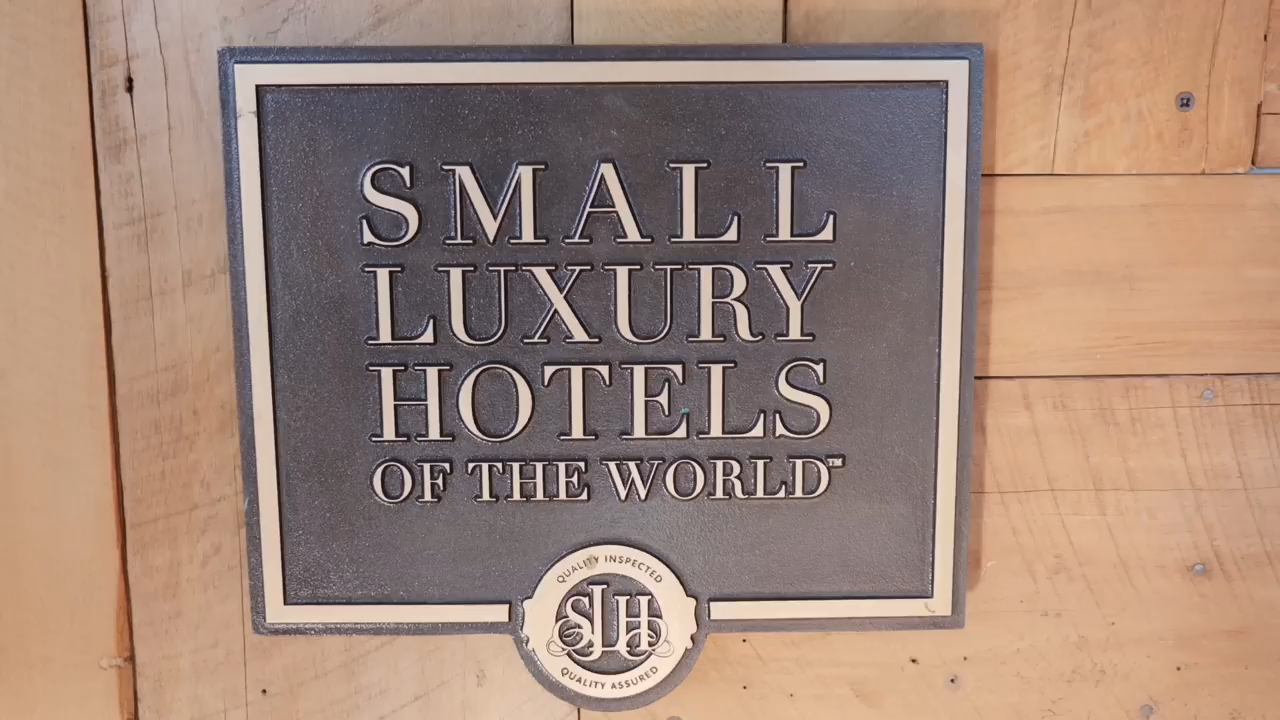 SMALL
LUXURY
HOTELS
OF THE WORLD™
QUALITY INSPECTED
SLH
QUALITY ASSURED